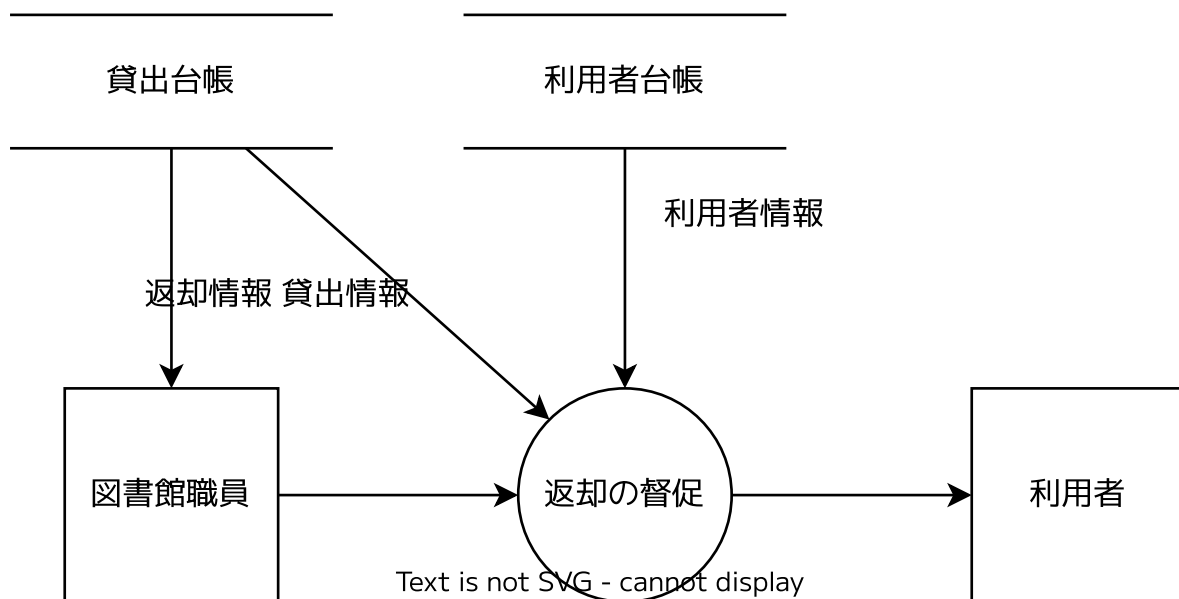 貸出台帳
利用者台帳
利用者情報
返却情報 貸出情報
図書館職員
返却の督促
利用者
Text is not SVG - cannot display